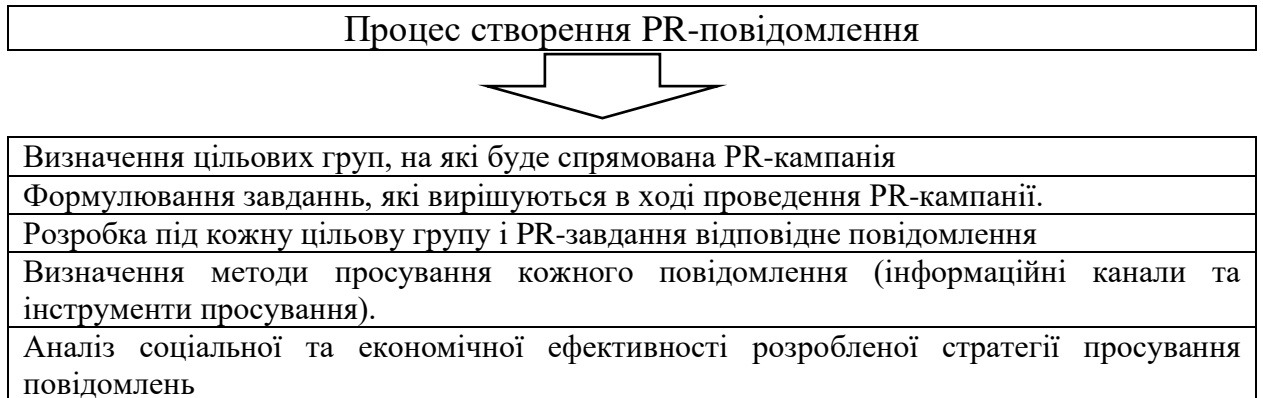 Процес створення PR-повідомлення
Визначення цільових груп, на які буде спрямована PR-кампанія
Формулювання завданнь, які вирішуються в ході проведення PR-кампанії.
Розробка під кожну цільову групу і PR-завдання відповідне повідомлення
Визначення методи просування кожного повідомлення (інформаційні канали та
інструменти просування).
Аналіз соціальної та економічної ефективності розробленої стратегії просування
повідомлень